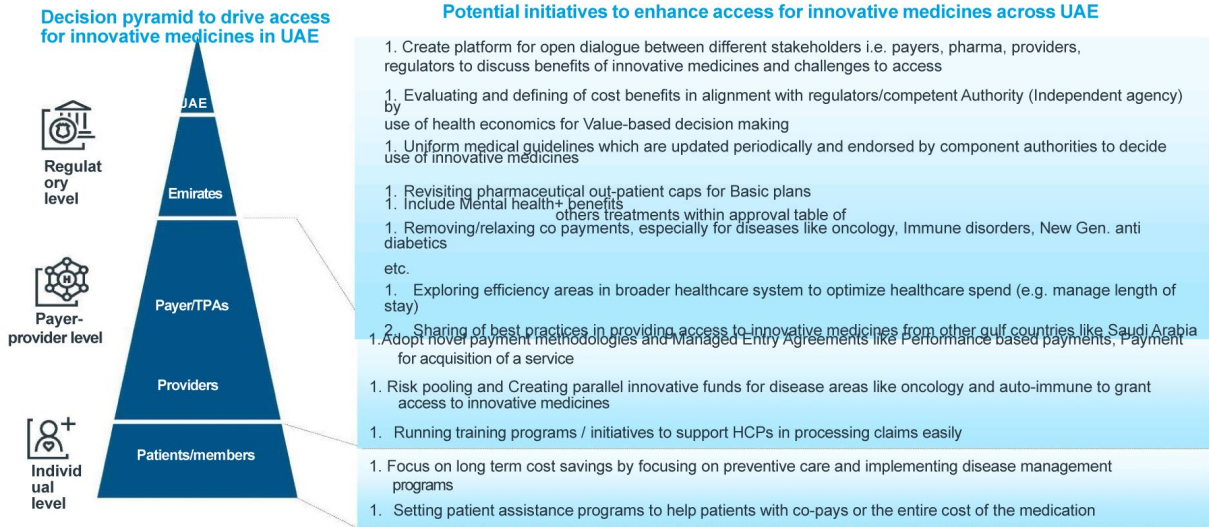 Decision pyramid to drive access
for innovative medicines in UAE
UAE
Emirates
Payer/TPAs
Providers
Patients/members
Regulat
ory
level
Payer-
provider level
Individ
ual
level
Potential initiatives to enhance access for innovative medicines across UAE
1. Create platform for open dialogue between different stakeholders i.e. payers, pharma, providers,
regulators to discuss benefits of innovative medicines and challenges to access
1. Evaluating and defining of cost benefits in alignment with regulators/competent Authority (Independent agency)
by
use of health economics for Value-based decision making
1. Uniform medical guidelines which are updated periodically and endorsed by component authorities to decide
use of innovative medicines
1. Revisiting pharmaceutical out-patient caps for Basic plans
1. Include Mental health+ benefits
others treatments within approval table of
1. Removing/relaxing co payments, especially for diseases like oncology, Immune disorders, New Gen. anti
diabetics
etc.
1. Exploring efficiency areas in broader healthcare system to optimize healthcare spend (e.g. manage length of
stay)
2. Sharing of best practices in providing access to innovative medicines from other gulf countries like Saudi Arabia
1.Adopt novel payment methodologies and Managed Entry Agreements like Performance based payments, Payment
for acquisition of a service
1. Risk pooling and Creating parallel innovative funds for disease areas like oncology and auto-immune to grant
access to innovative medicines
1. Running training programs / initiatives to support HCPs in processing claims easily
1. Focus on long term cost savings by focusing on preventive care and implementing disease management
programs
1. Setting patient assistance programs to help patients with co-pays or the entire cost of the medication